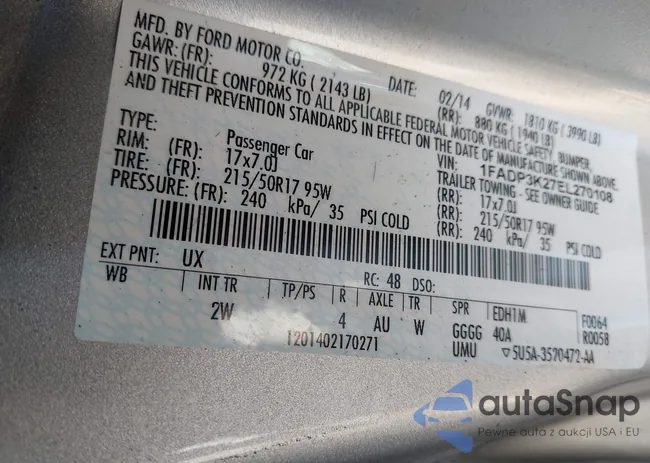 MFD. BY FORD MOTOR CO.
DATE: 02/14 GVWR: 1810 KG ( 3990 LB)
GAWR: (FR): 972 KG ( 2143 LB) (RR): 880 KG ( 1940 LB)
THIS VEHICLE CONFORMS TO ALL APPLICABLE FEDERAL MOTOR VEHICLE SAFETY, BUMPER,
AND THEFT PREVENTION STANDARDS IN EFFECT ON THE DATE OF MANUFACTURE SHOWN ABOVE.
VIN: 1FADP3K27EL270108
TYPE: Passenger Car TRAILER TOWING - SEE OWNER GUIDE
RIM: (FR): 17x7.0J (RR): 17x7.0J
TIRE: (FR): 215/50R17 95W (RR): 215/50R17 95W
PRESSURE: (FR): 240 kPa/ 35 PSI COLD (RR): 240 kPa/ 35 PSI COLD
EXT PNT: UX RC: 48 DSO:
WB INT TR TP/PS R AXLE TR SPR EDH1M F0064
2W 4 AU W GGGG 40A R0058
1201402170271 UMU ▽5U5A-3520472-AA
autaSnap
Pewne auta z aukcji USA i EU